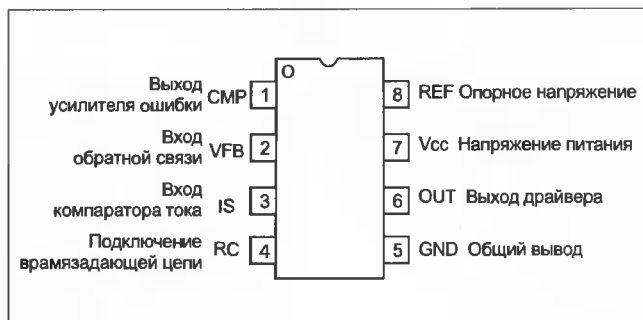 O
Выход
усилителя ошибки CMP 1
8 REF Опорное напряжение
Вход
обратной связи VFB 2
7 Vcc Напряжение питания
Вход
компаратора тока IS 3
6 OUT Выход драйвера
Подключение
врамязадающей цепи RC 4
5 GND Общий вывод